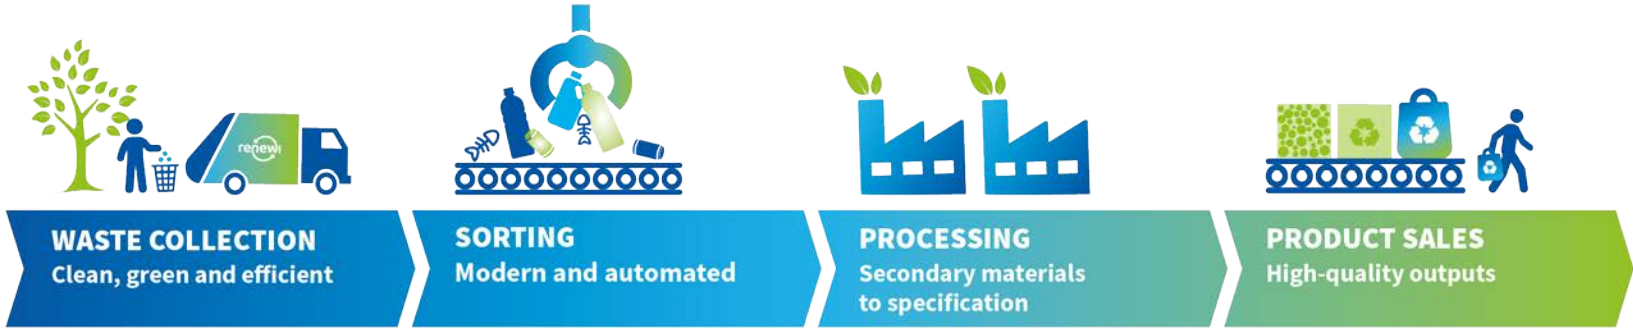 renewi
WASTE COLLECTION
Clean, green and efficient
SORTING
Modern and automated
PROCESSING
Secondary materials
to specification
PRODUCT SALES
High-quality outputs